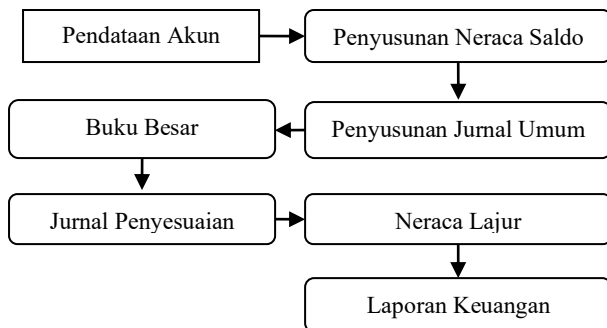 Pendataan Akun
Penyusunan Neraca Saldo
Penyusunan Jurnal Umum
Buku Besar
Jurnal Penyesuaian
Neraca Lajur
Laporan Keuangan